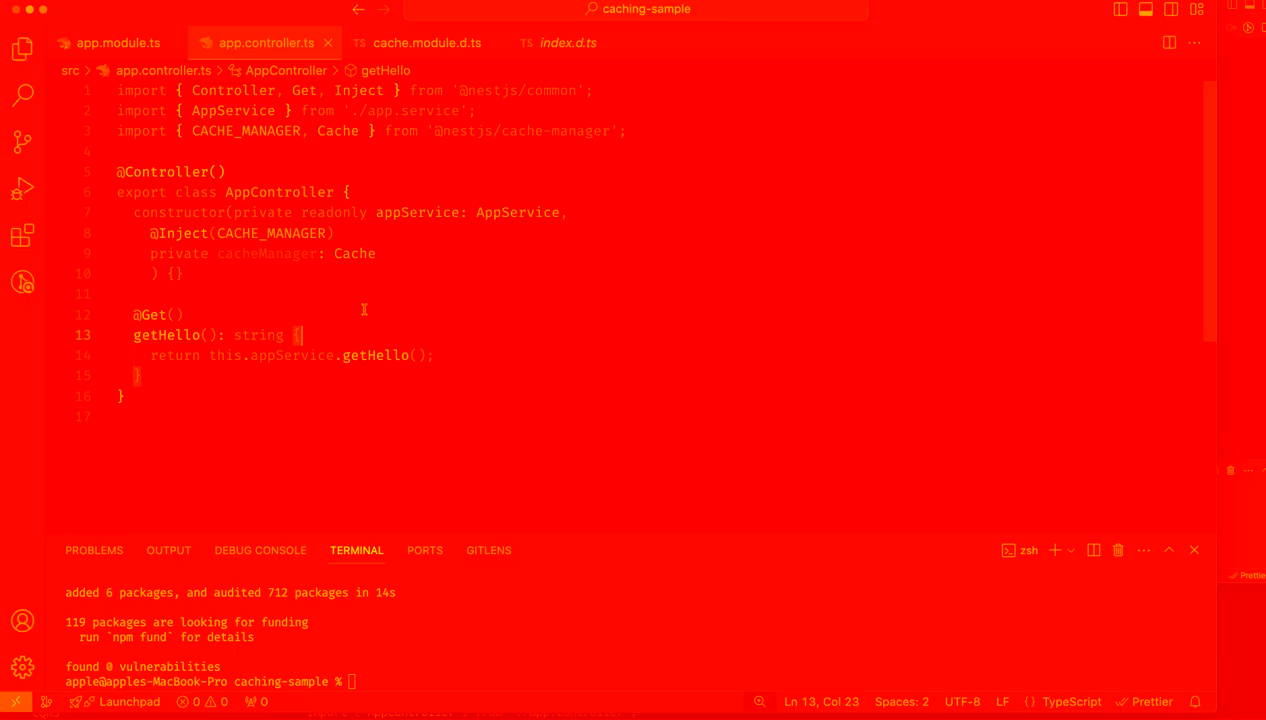 caching-sample
app.module.ts
app.controller.ts
TS cache.module.d.ts
TS index.d.ts
src > app.controller.ts > AppController > getHello
1 import { Controller, Get, Inject } from '@nestjs/common';
2 import { AppService } from './app.service';
3 import { CACHE_MANAGER, Cache } from '@nestjs/cache-manager';
4
5 @Controller()
6 export class AppController {
7 constructor(private readonly appService: AppService,
8 @Inject(CACHE_MANAGER)
9 private cacheManager: Cache
10 ) {}
11
12 @Get()
13 getHello(): string {
14 return this.appService.getHello();
15 }
16 }
17
PROBLEMS OUTPUT DEBUG CONSOLE TERMINAL PORTS GITLENS
zsh
added 6 packages, and audited 712 packages in 14s
119 packages are looking for funding
run `npm fund` for details
found 0 vulnerabilities
apple@apples-MacBook-Pro caching-sample %
Prettie
Launchpad 0 0 0 Ln 13, Col 23 Spaces: 2 UTF-8 LF { } TypeScript Prettier